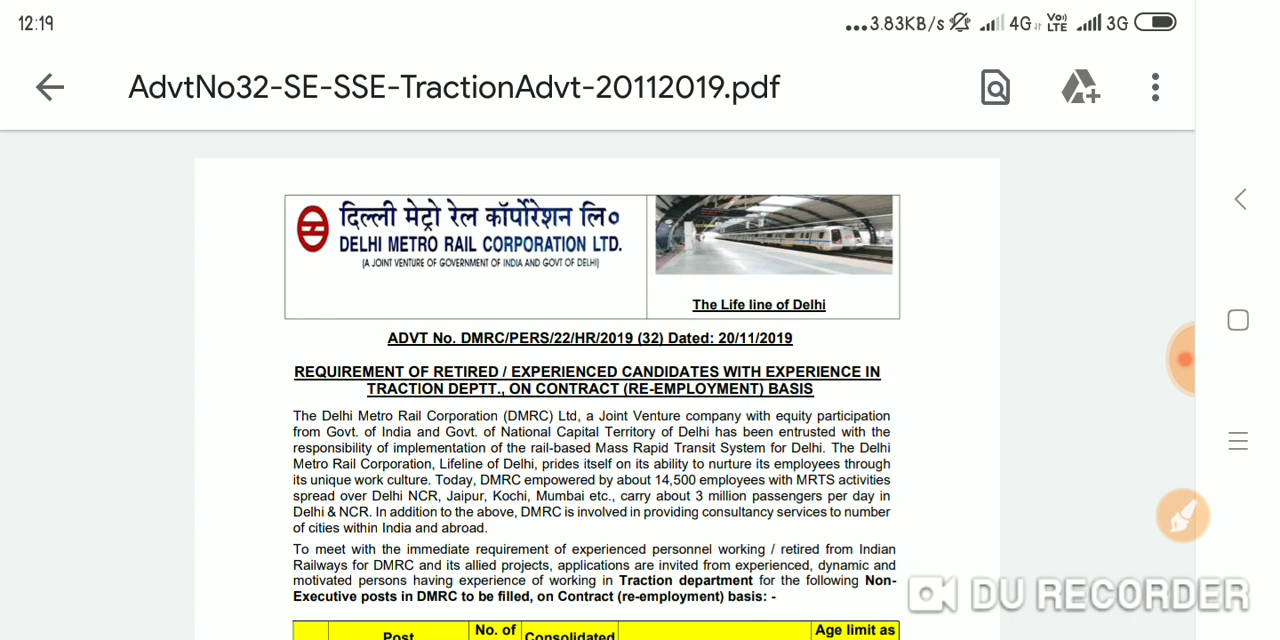 12:19
...3.83KB/s 4G VoLTE 3G
AdvtNo32-SE-SSE-TractionAdvt-20112019.pdf
दिल्ली मेट्रो रेल कॉर्पोरेशन लि०
DELHI METRO RAIL CORPORATION LTD.
(A JOINT VENTURE OF GOVERNMENT OF INDIA AND GOVT OF DELHI)
The Life line of Delhi
ADVT No. DMRC/PERS/22/HR/2019 (32) Dated: 20/11/2019
REQUIREMENT OF RETIRED / EXPERIENCED CANDIDATES WITH EXPERIENCE IN
TRACTION DEPTT., ON CONTRACT (RE-EMPLOYMENT) BASIS
The Delhi Metro Rail Corporation (DMRC) Ltd, a Joint Venture company with equity participation
from Govt. of India and Govt. of National Capital Territory of Delhi has been entrusted with the
responsibility of implementation of the rail-based Mass Rapid Transit System for Delhi. The Delhi
Metro Rail Corporation, Lifeline of Delhi, prides itself on its ability to nurture its employees through
its unique work culture. Today, DMRC empowered by about 14,500 employees with MRTS activities
spread over Delhi NCR, Jaipur, Kochi, Mumbai etc., carry about 3 million passengers per day in
Delhi & NCR. In addition to the above, DMRC is involved in providing consultancy services to number
of cities within India and abroad.
To meet with the immediate requirement of experienced personnel working / retired from Indian
Railways for DMRC and its allied projects, applications are invited from experienced, dynamic and
motivated persons having experience of working in Traction department for the following Non-
Executive posts in DMRC to be filled, on Contract (re-employment) basis: -
DU RECORDER
Post
No. of
Consolidated
Age limit as